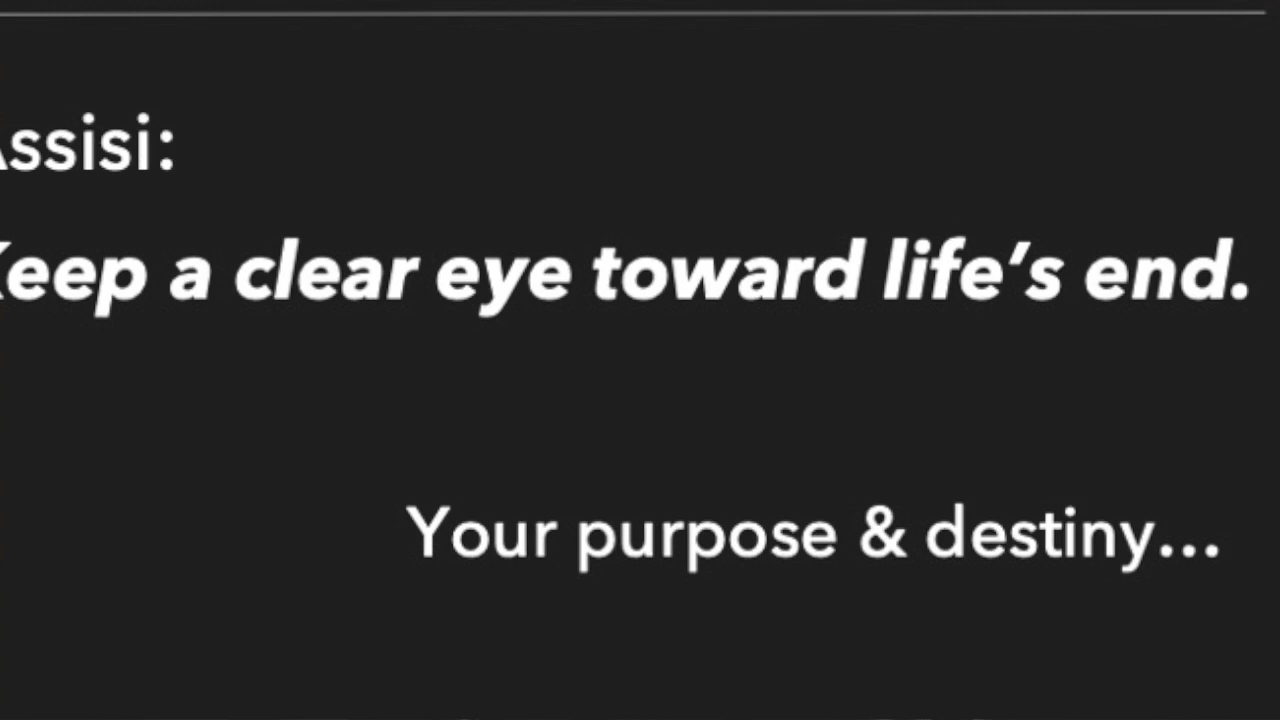 Assisi:
Keep a clear eye toward life’s end.
Your purpose & destiny…